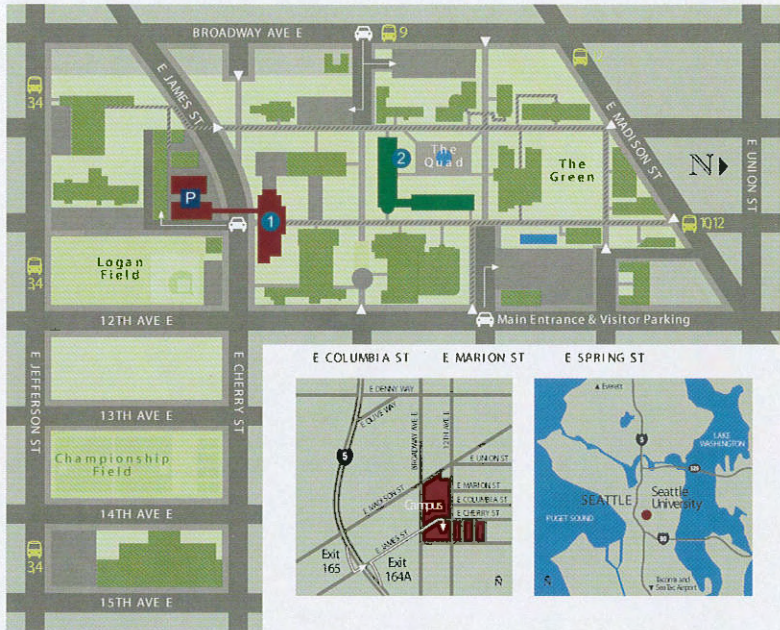 BROADWAY AVE E
9
34
E JAMES ST
E MADISON ST
E UNION ST
The
Quad
2
The
Green
N
P
1
1012
Logan
Field
34
12TH AVE E
Main Entrance & Visitor Parking
E JEFFERSON ST
E CHERRY ST
13TH AVE E
Championship
Field
14TH AVE E
34
15TH AVE E
E COLUMBIA ST
E MARION ST
E SPRING ST
E DENNY WAY
E OLIVE WAY
BROADWAY AVE E
12TH AVE E
5
E UNION ST
E MADISON ST
E MARION ST
E COLUMBIA ST
E CHERRY ST
Campus
E JAMES ST
Exit
165
Exit
164A
N
Everett
5
LAKE
WASHINGTON
520
SEATTLE
Seattle
University
PUGET SOUND
90
Tacoma and
SeaTac Airport
N